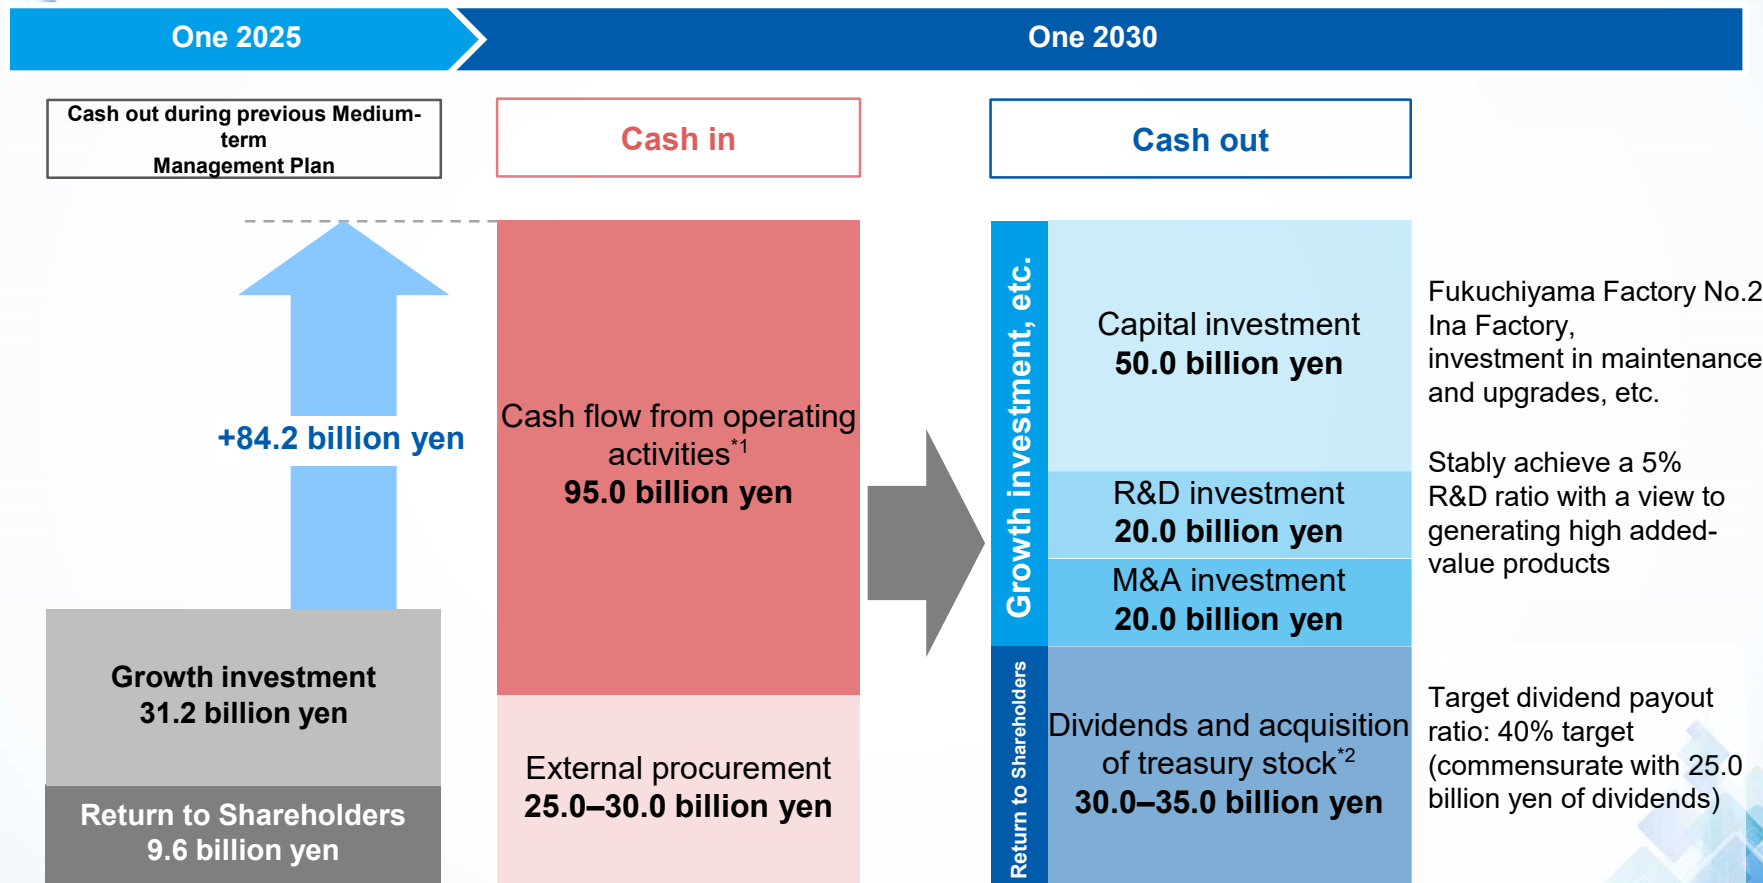 One 2025
One 2030
Cash out during previous Medium-
term
Management Plan
Cash in
Cash out
+84.2 billion yen
Growth investment
31.2 billion yen
Return to Shareholders
9.6 billion yen
Cash flow from operating
activities*1
95.0 billion yen
External procurement
25.0–30.0 billion yen
Growth investment, etc.
Capital investment
50.0 billion yen
R&D investment
20.0 billion yen
M&A investment
20.0 billion yen
Return to Shareholders
Dividends and acquisition
of treasury stock*2
30.0–35.0 billion yen
Fukuchiyama Factory No.2
Ina Factory,
investment in maintenance
and upgrades, etc.
Stably achieve a 5%
R&D ratio with a view to
generating high added-
value products
Target dividend payout
ratio: 40% target
(commensurate with 25.0
billion yen of dividends)